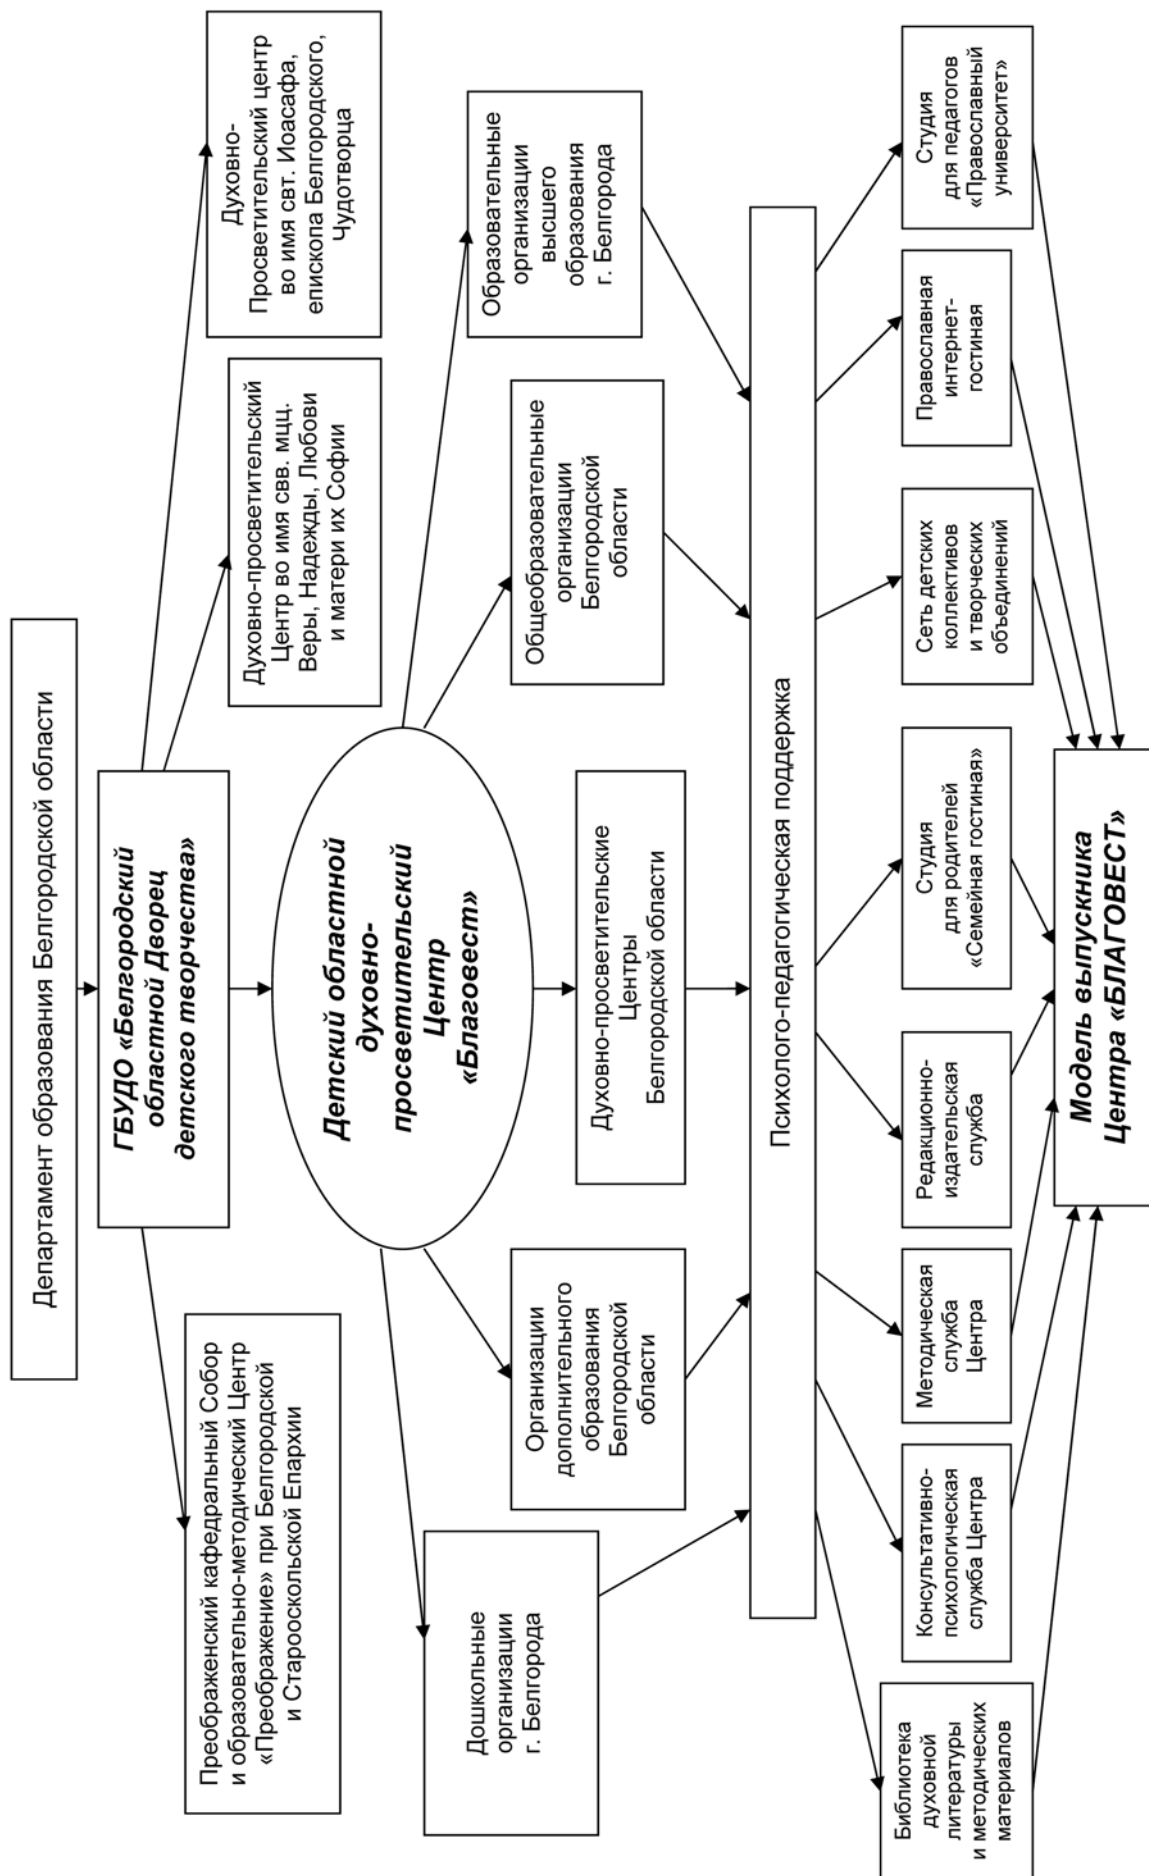 Департамент образования Белгородской области
ГБУДО «Белгородский
областной Дворец
детского творчества»
Преображенский кафедральный Собор
и образовательно-методический Центр
«Преображение» при Белгородской
и Старооскольской Епархии
Духовно-просветительский
Центр во имя свв. мцц.
Веры, Надежды, Любови
и матери их Софии
Духовно-
Просветительский центр
во имя свт. Иоасафа,
епископа Белгородского,
Чудотворца
Детский областной
духовно-
просветительский
Центр
«Благовест»
Дошкольные
организации
г. Белгорода
Организации
дополнительного
образования
Белгородской
области
Духовно-просветительские
Центры
Белгородской области
Общеобразовательные
организации
Белгородской
области
Образовательные
организации
высшего
образования
г. Белгорода
Психолого-педагогическая поддержка
Библиотека
духовной
литературы
и методических
материалов
Консультативно-
психологическая
служба Центра
Методическая
служба
Центра
Редакционно-
издательская
служба
Студия
для родителей
«Семейная гостиная»
Сеть детских
коллективов
и творческих
объединений
Православная
интернет-
гостиная
Студия
для педагогов
«Православный
университет»
Модель выпускника
Центра «БЛАГОВЕСТ»